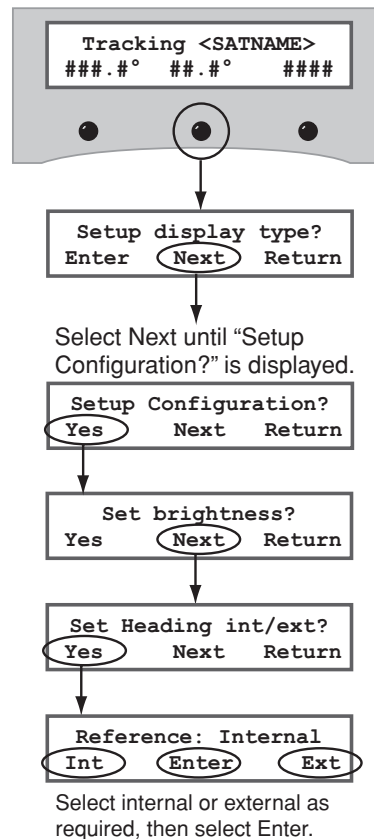 Tracking <SATNAME>
###.#° ##.#° ####
Setup display type?
Enter Next Return
Select Next until “Setup
Configuration?” is displayed.
Setup Configuration?
Yes Next Return
Set brightness?
Yes Next Return
Set Heading int/ext?
Yes Next Return
Reference: Internal
Int Enter Ext
Select internal or external as
required, then select Enter.